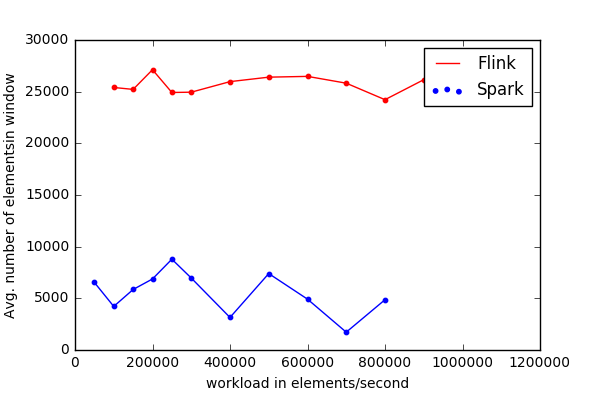 30000
25000
20000
15000
10000
5000
0
Avg. number of elementsin window
Flink
Spark
0 200000 400000 600000 800000 1000000 1200000
workload in elements/second